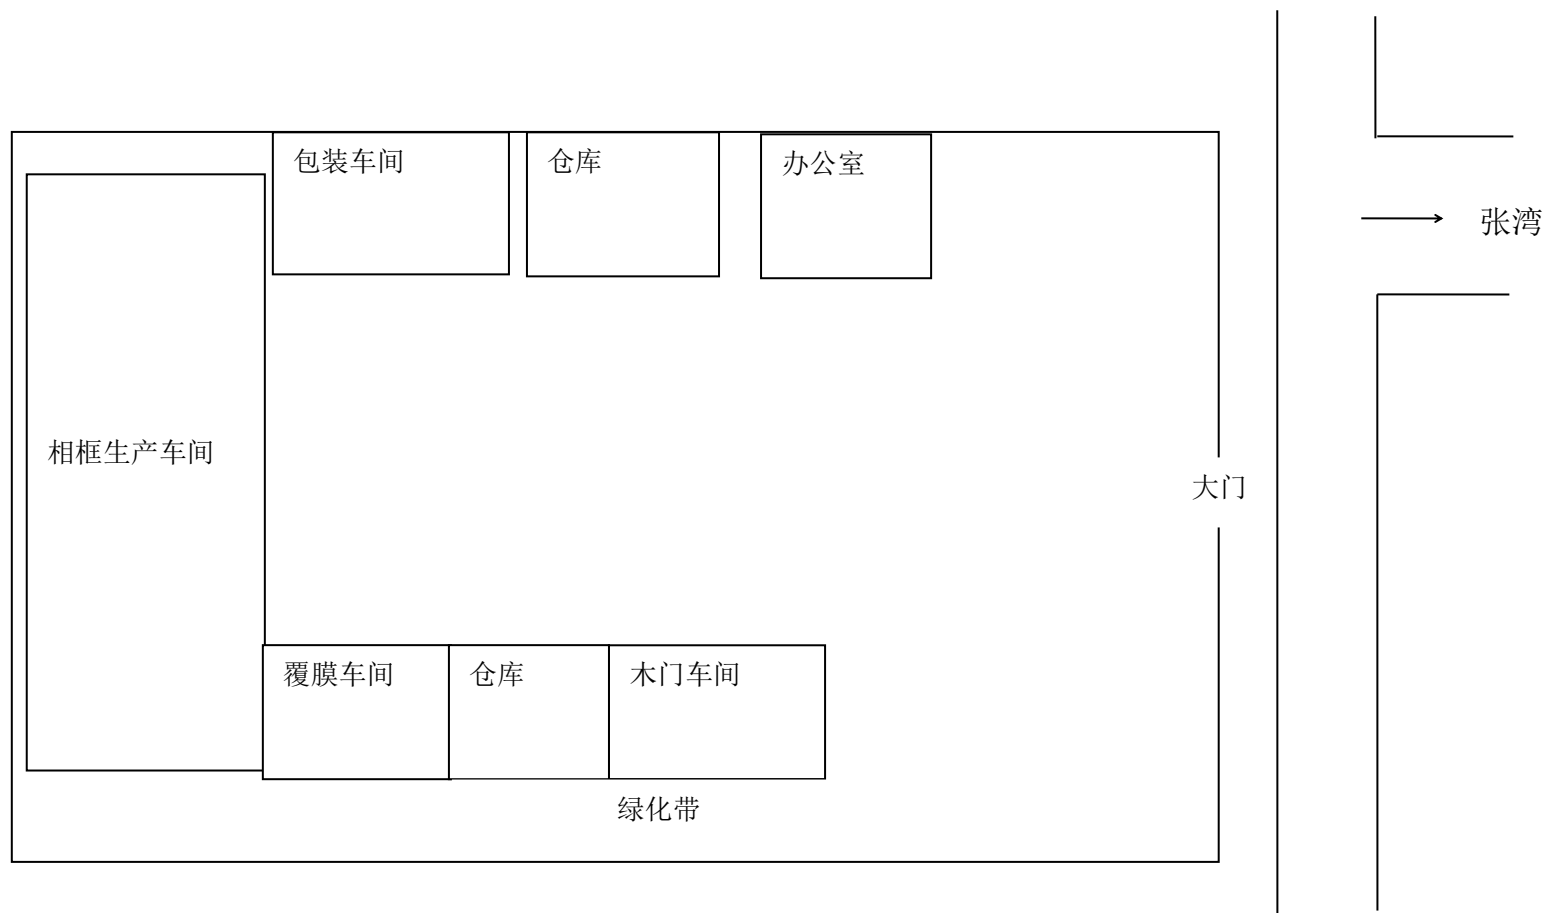 包装车间
仓库
办公室
张湾
相框生产车间
大门
覆膜车间
仓库
木门车间
绿化带